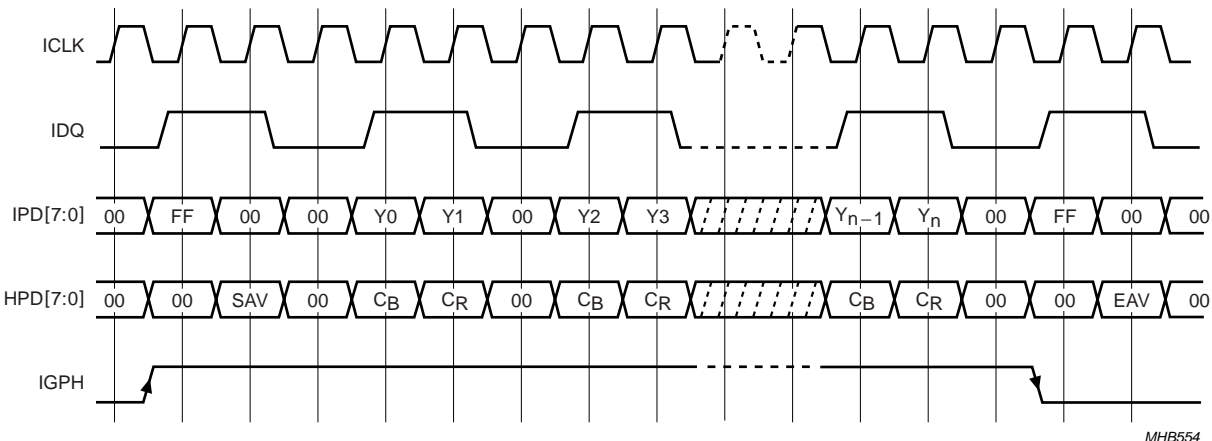 ICLK
IDQ
IPD[7:0] 00 FF 00 00 Y0 Y1 00 Y2 Y3 Yn–1 Yn 00 FF 00 00
HPD[7:0] 00 00 SAV 00 CB CR 00 CB CR CB CR 00 00 EAV 00
IGPH
MHB554